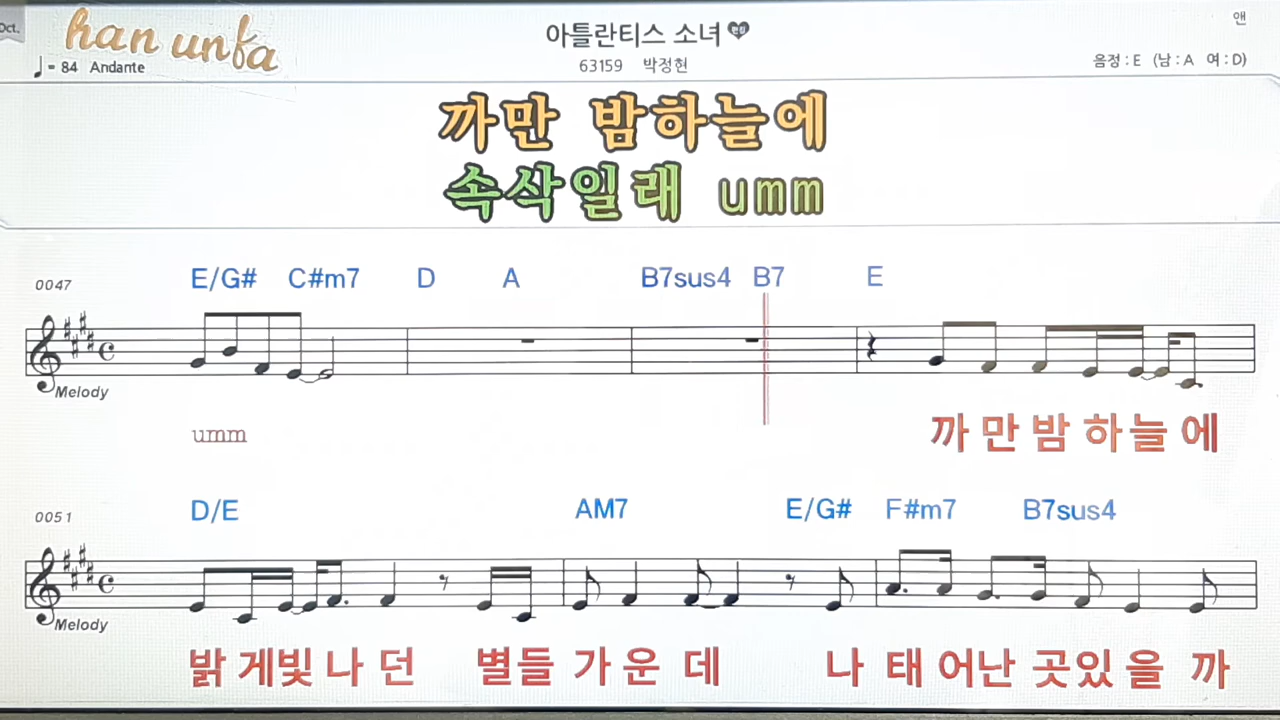 Oct.
han unfa
♩= 84 Andante
아틀란티스 소녀
63159 박정현
앤
음정 : E (남 : A 여 : D)
까만 밤하늘에
속삭일래 umm
0047
E/G# C#m7 D A B7sus4 B7 E
Melody
umm 까 만 밤 하 늘 에
0051
D/E AM7 E/G# F#m7 B7sus4
Melody
밝 게 빛 나 던 별 들 가 운 데 나 태 어 난 곳 있 을 까